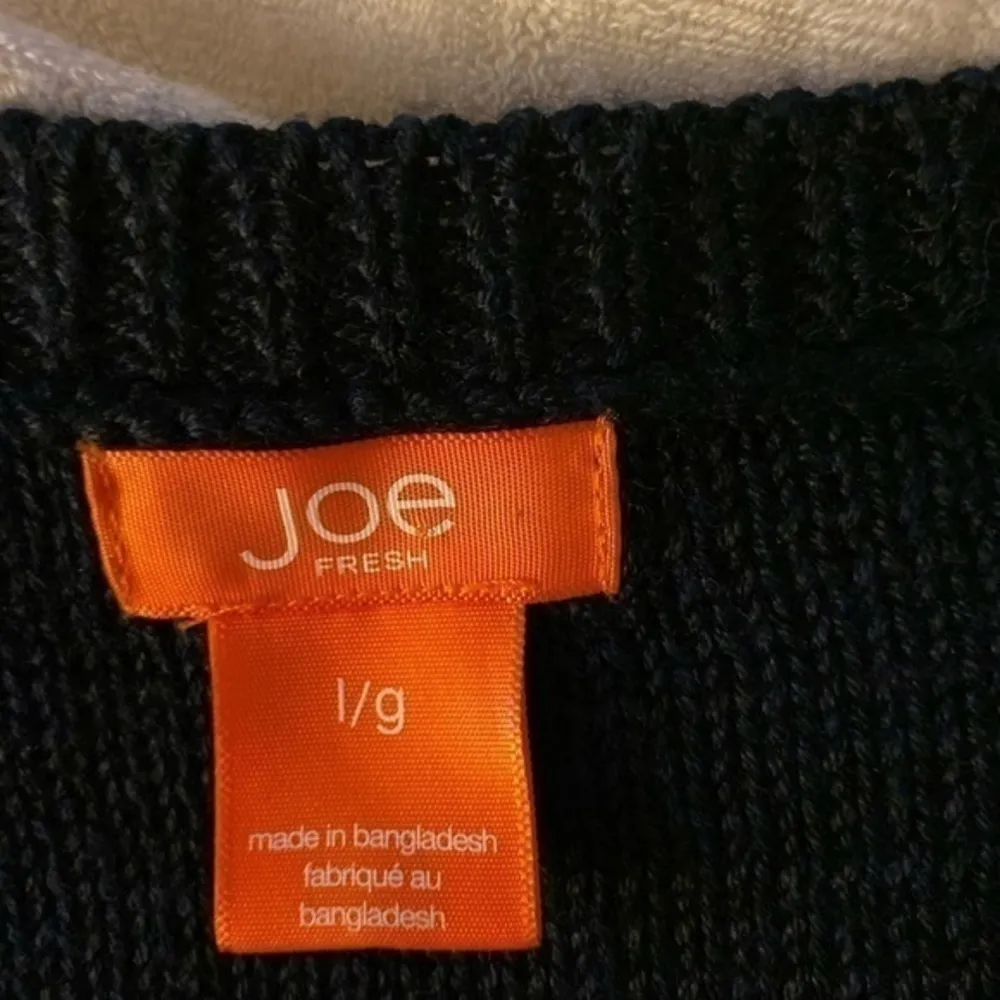 Joe
FRESH
l/g
made in bangladesh
fabriqué au
bangladesh